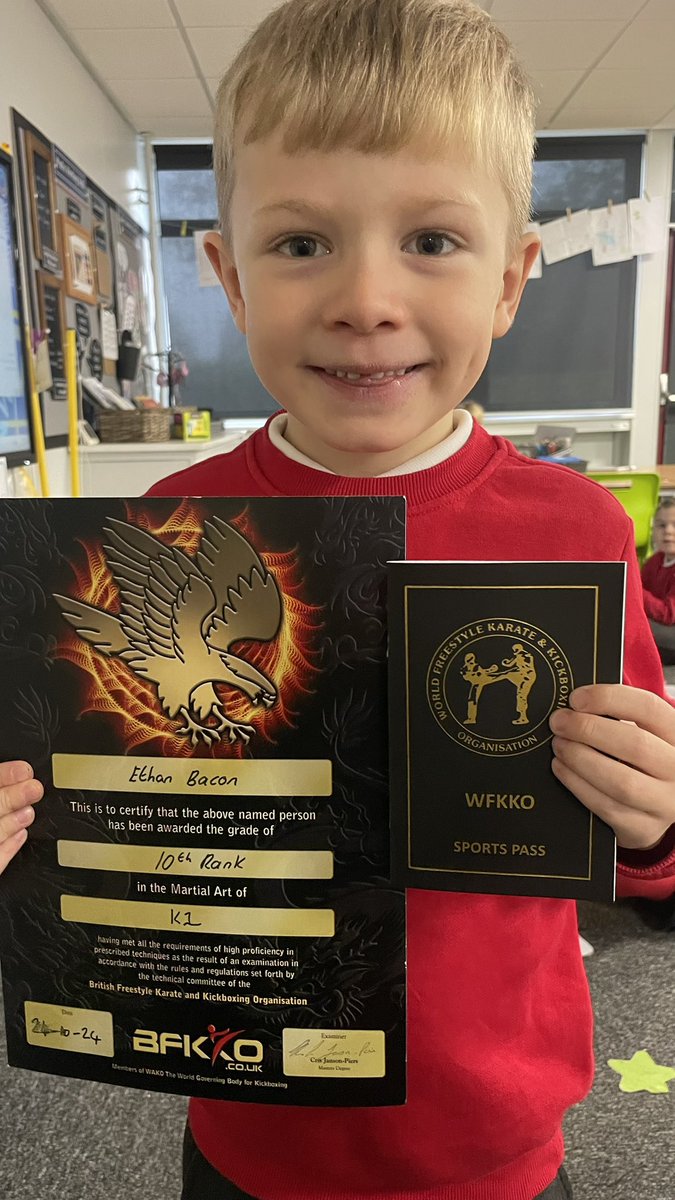 Ethan Bacon
This is to certify that the above named person
has been awarded the grade of
10th Rank
in the Martial Art of
K1
having met all the requirements of high proficiency in
prescribed techniques as the result of an examination in
accordance with the rules and regulations set forth by
the technical committee of the
British Freestyle Karate and Kickboxing Organisation
Date
-10-24
BFKKO
.CO.UK
Examiner
Cris Janson-Piers
Masters Degree
Members of WAKO The World Governing Body for Kickboxing
WORLD FREESTYLE KARATE & KICKBOXI
ORGANISATION
WFKKO
SPORTS PASS